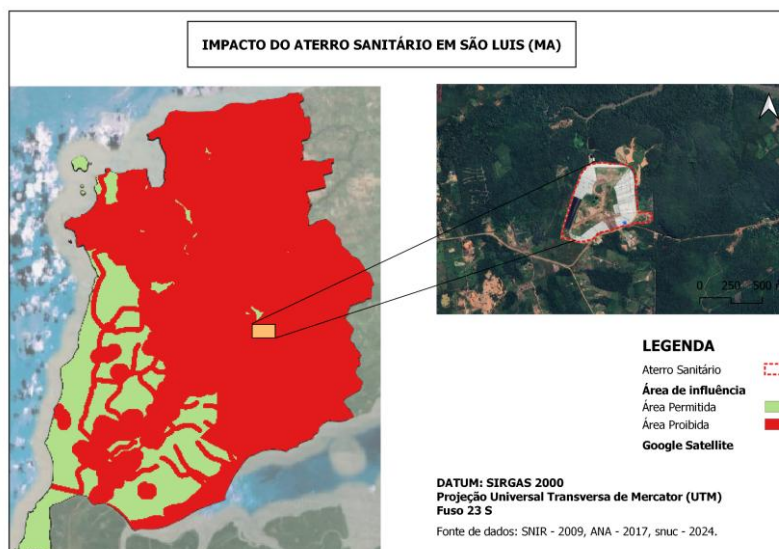 IMPACTO DO ATERRO SANITÁRIO EM SÃO LUIS (MA)
0 250 500
LEGENDA
Aterro Sanitário
Área de influência
Área Permitida
Área Proibida
Google Satellite
DATUM: SIRGAS 2000
Projeção Universal Transversa de Mercator (UTM)
Fuso 23 S
Fonte de dados: SNIR - 2009, ANA - 2017, snuc - 2024.